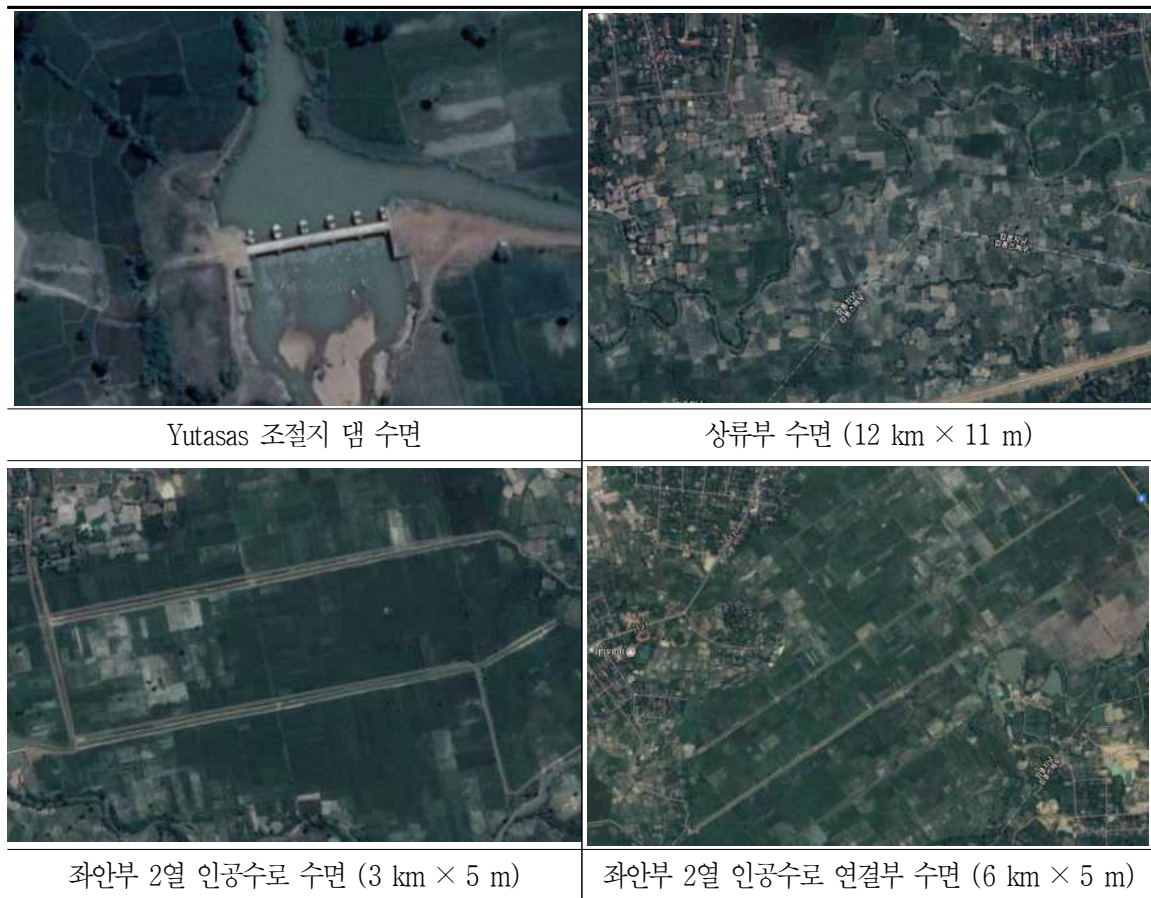 Yutasas 조절지 댐 수면
상류부 수면 (12 km × 11 m)
좌안부 2열 인공수로 수면 (3 km × 5 m)
좌안부 2열 인공수로 연결부 수면 (6 km × 5 m)